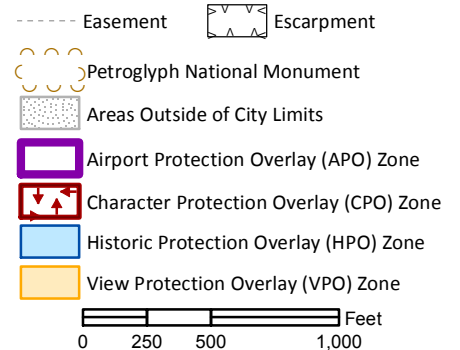 Easement Escarpment
Petroglyph National Monument
Areas Outside of City Limits
Airport Protection Overlay (APO) Zone
Character Protection Overlay (CPO) Zone
Historic Protection Overlay (HPO) Zone
View Protection Overlay (VPO) Zone
Feet
0 250 500 1,000